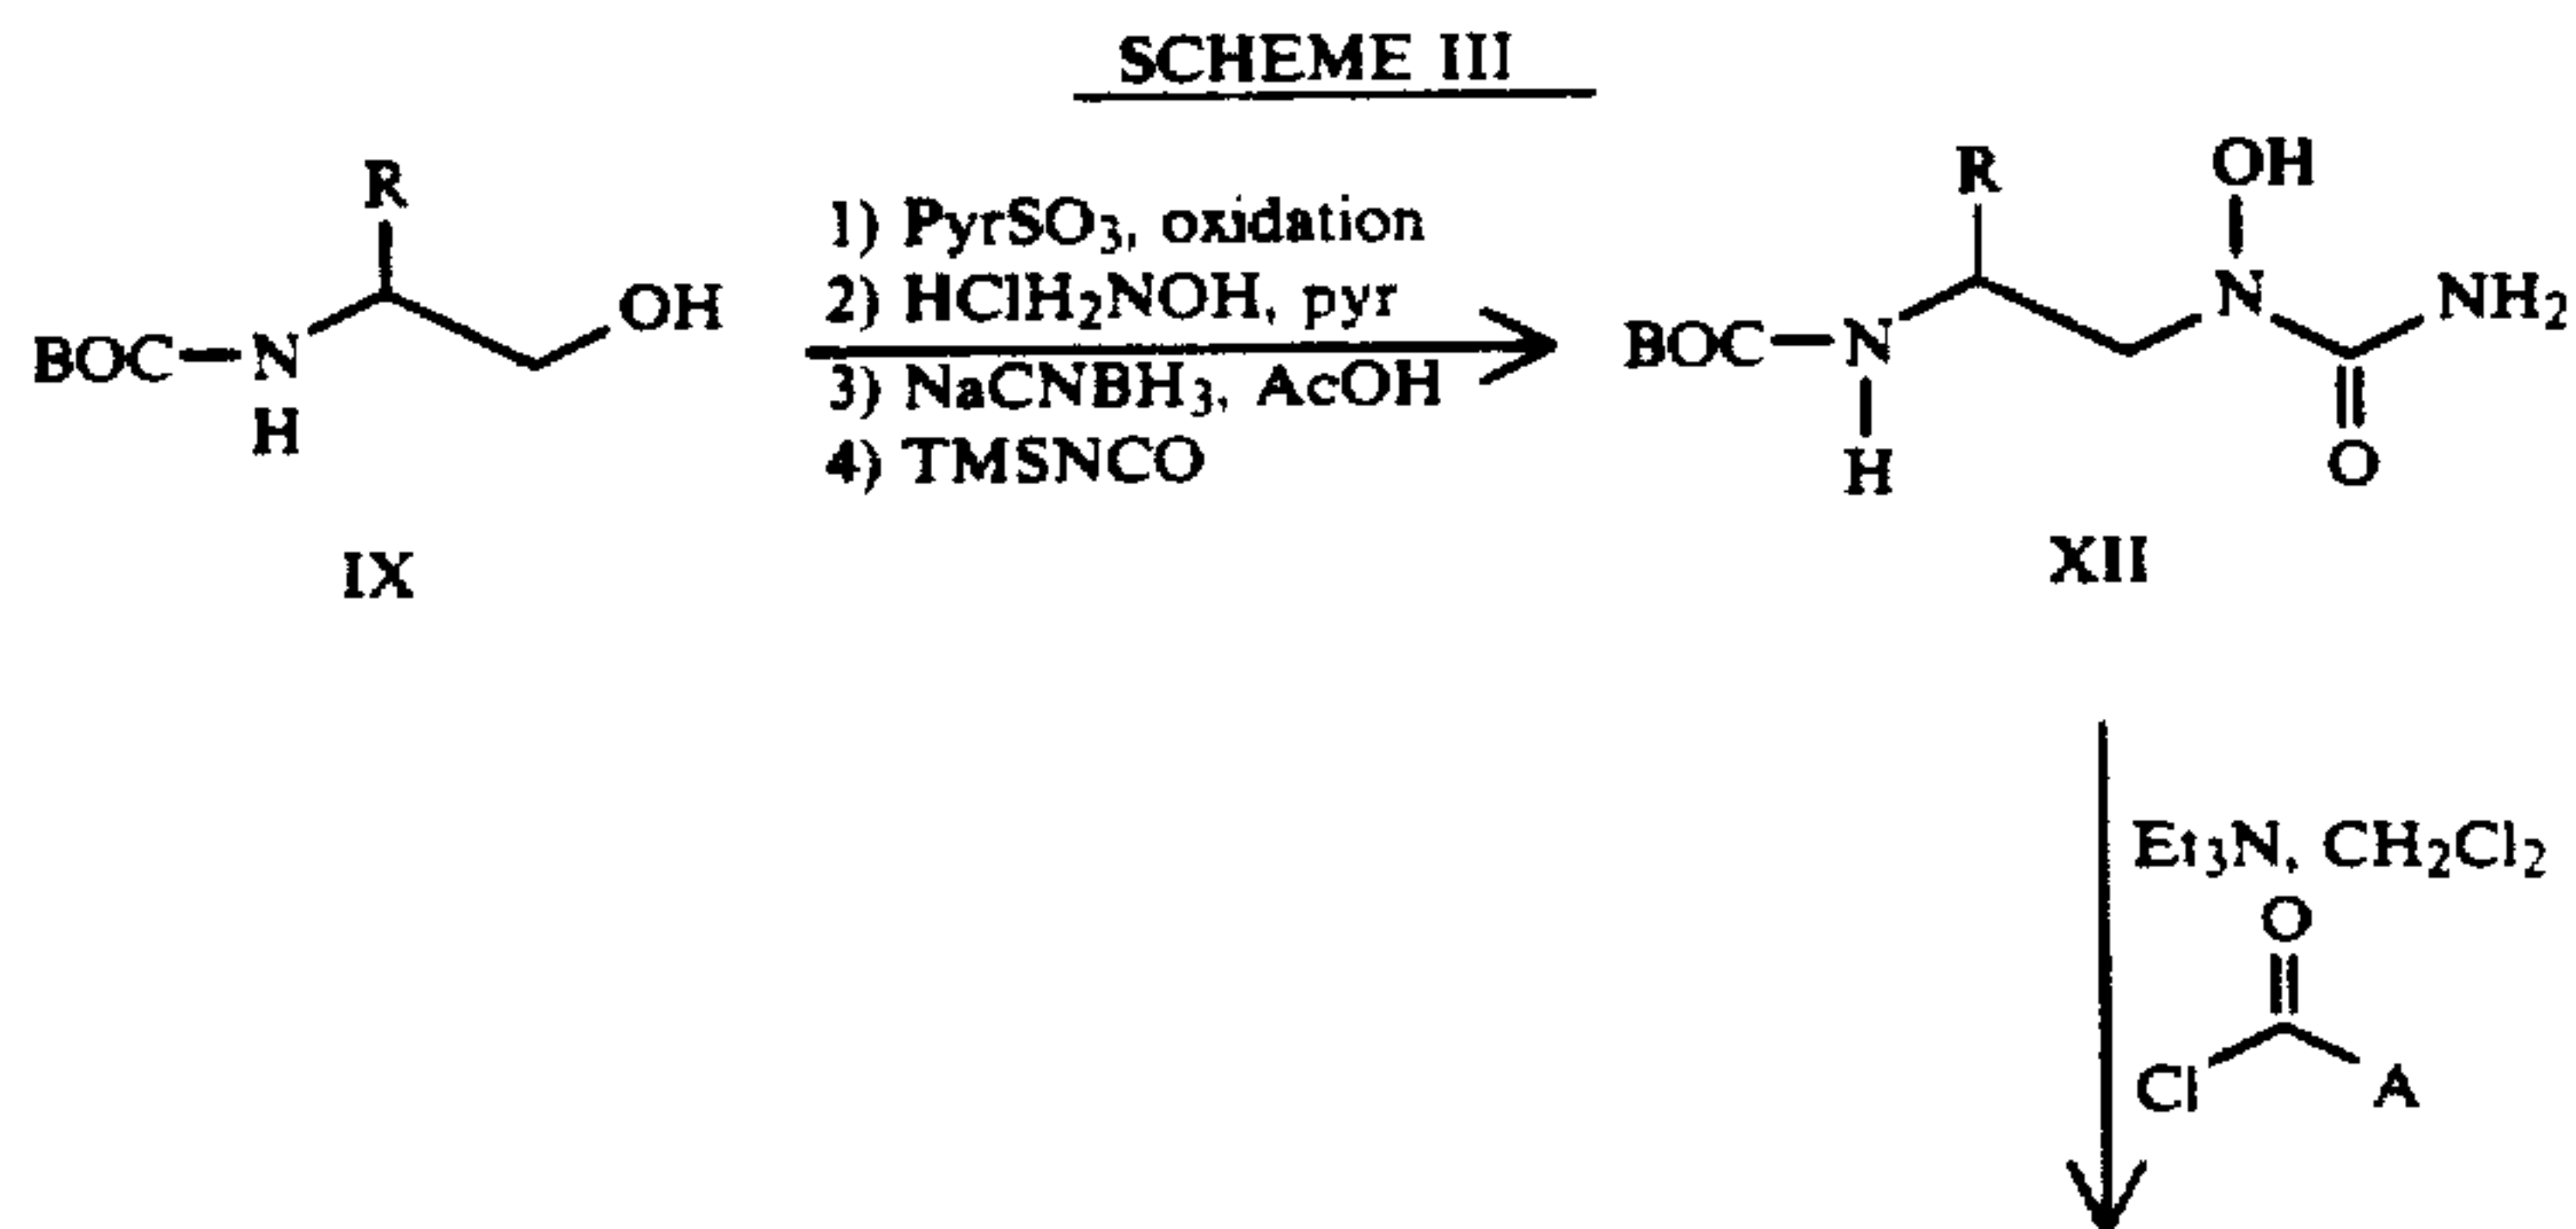 SCHEME III
R
BOC
N
H
OH
IX
1) PyrSO3, oxidation
2) HClH2NOH, pyr
3) NaCNBH3, AcOH
4) TMSNCO
R
OH
BOC
N
H
N
NH2
O
XII
Et3N, CH2Cl2
O
Cl
A